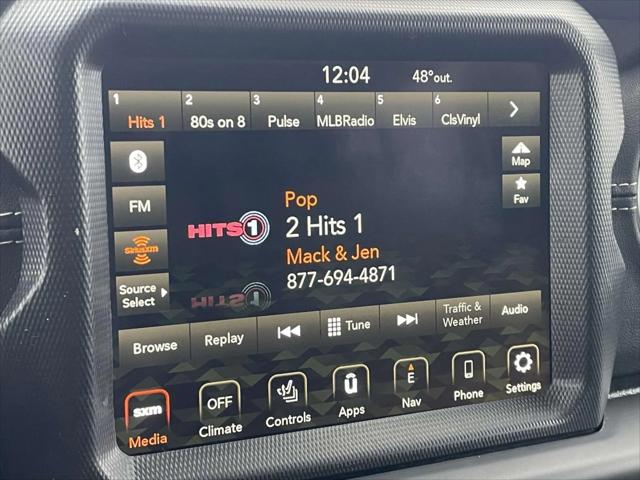 12:04 48°out.
1 2 3 4 5 6
Hits 1 80s on 8 Pulse MLBRadio Elvis ClsVinyl
Map
FM
Fav
Pop
HITS1 2 Hits 1
siriusxm
Mack & Jen
877-694-4871
Source
Select
HITS1
Browse Replay Tune Traffic &
Weather Audio
sxm OFF E
Media Climate Controls Apps Nav Phone Settings